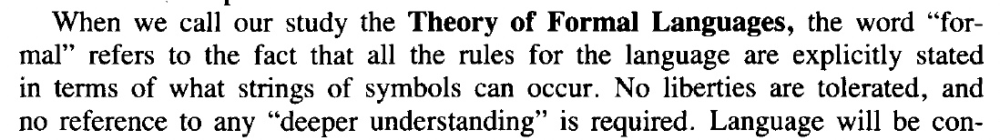 When we call our study the Theory of Formal Languages, the word “for-
mal” refers to the fact that all the rules for the language are explicitly stated
in terms of what strings of symbols can occur. No liberties are tolerated, and
no reference to any “deeper understanding” is required. Language will be con-